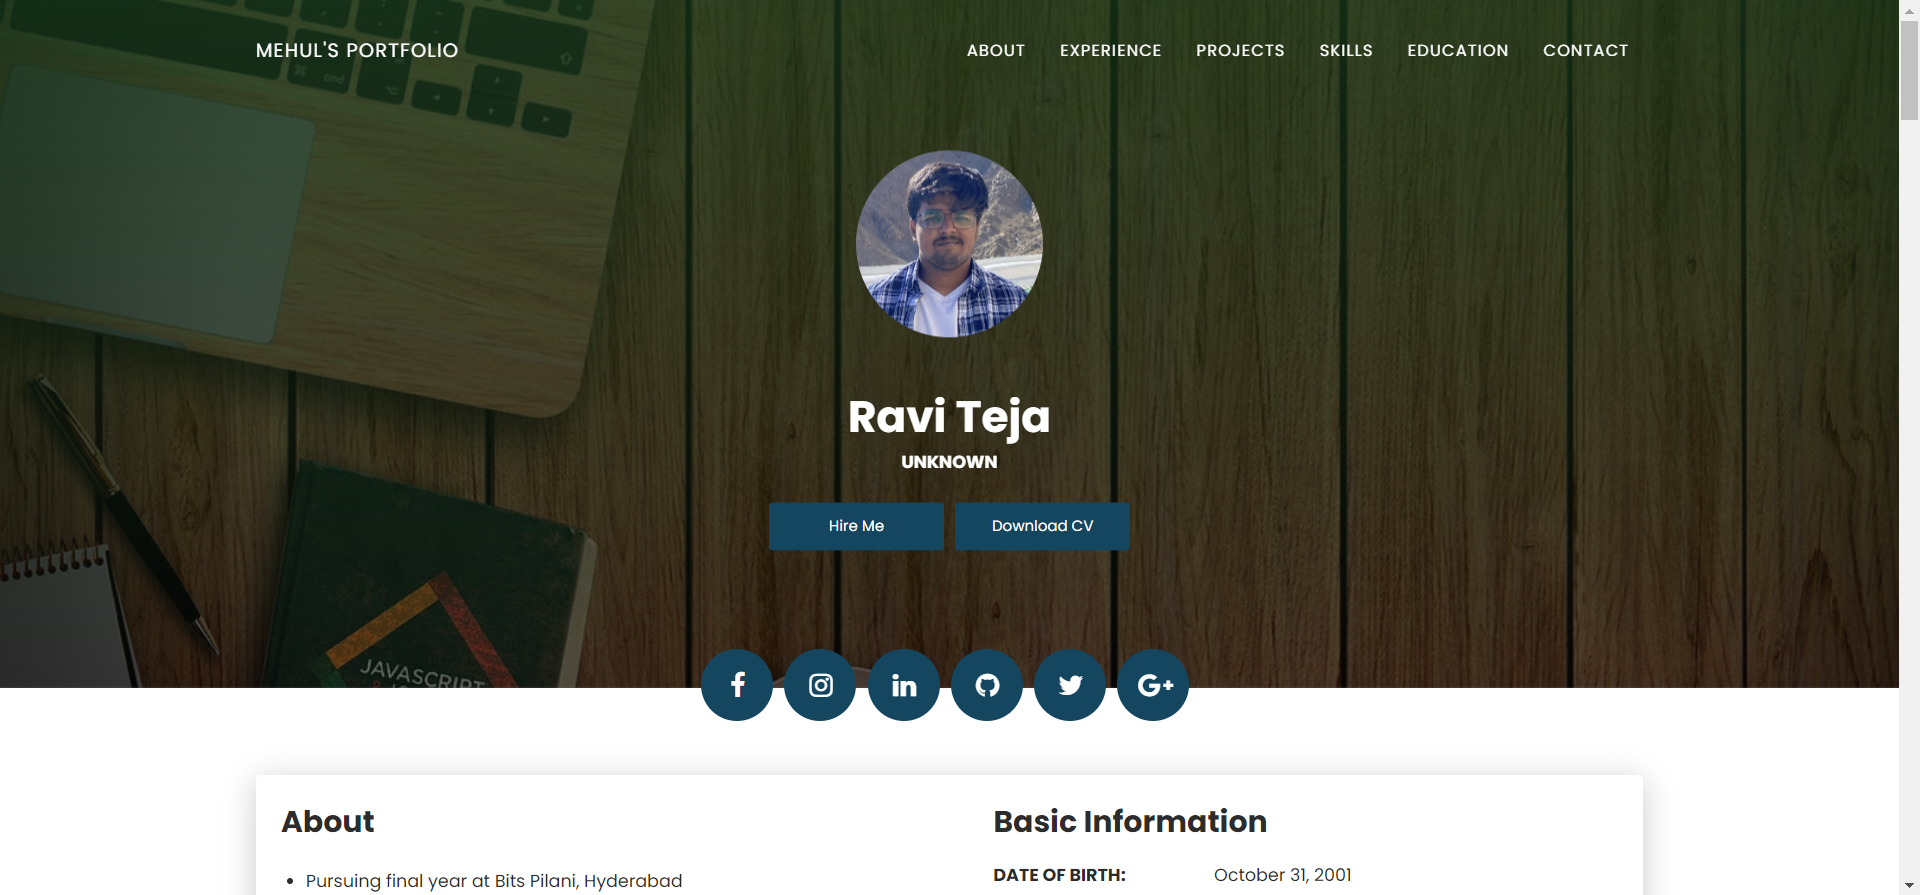 MEHUL'S PORTFOLIO
ABOUT EXPERIENCE PROJECTS SKILLS EDUCATION CONTACT
cmd
Ravi Teja
UNKNOWN
Hire Me Download CV
JAVASCRIPT
About
Pursuing final year at Bits Pilani, Hyderabad
Basic Information
DATE OF BIRTH: October 31, 2001